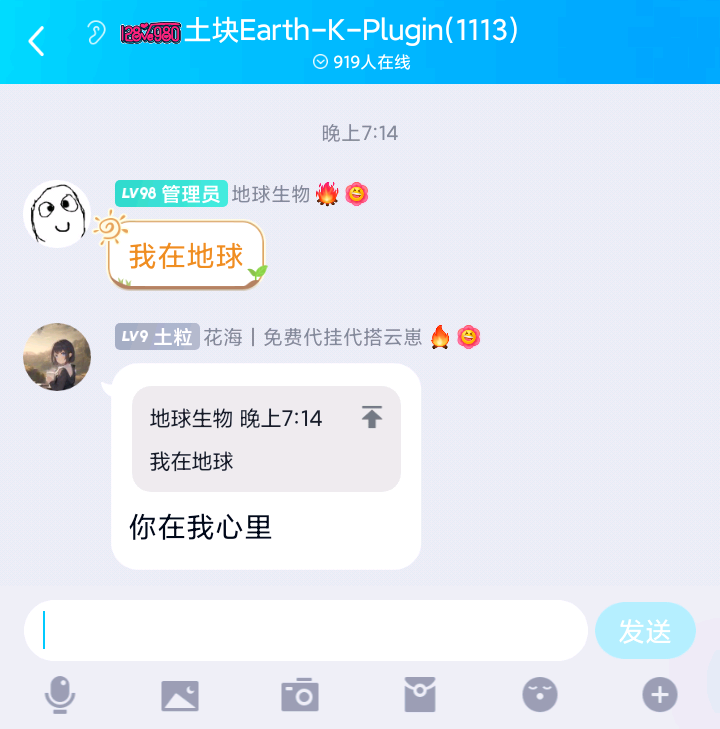 土块Earth-K-Plugin(1113)
919人在线
晚上7:14
LV98 管理员 地球生物
我在地球
LV9 土粒 花海丨免费代挂代搭云崽
地球生物 晚上7:14
我在地球
你在我心里
发送